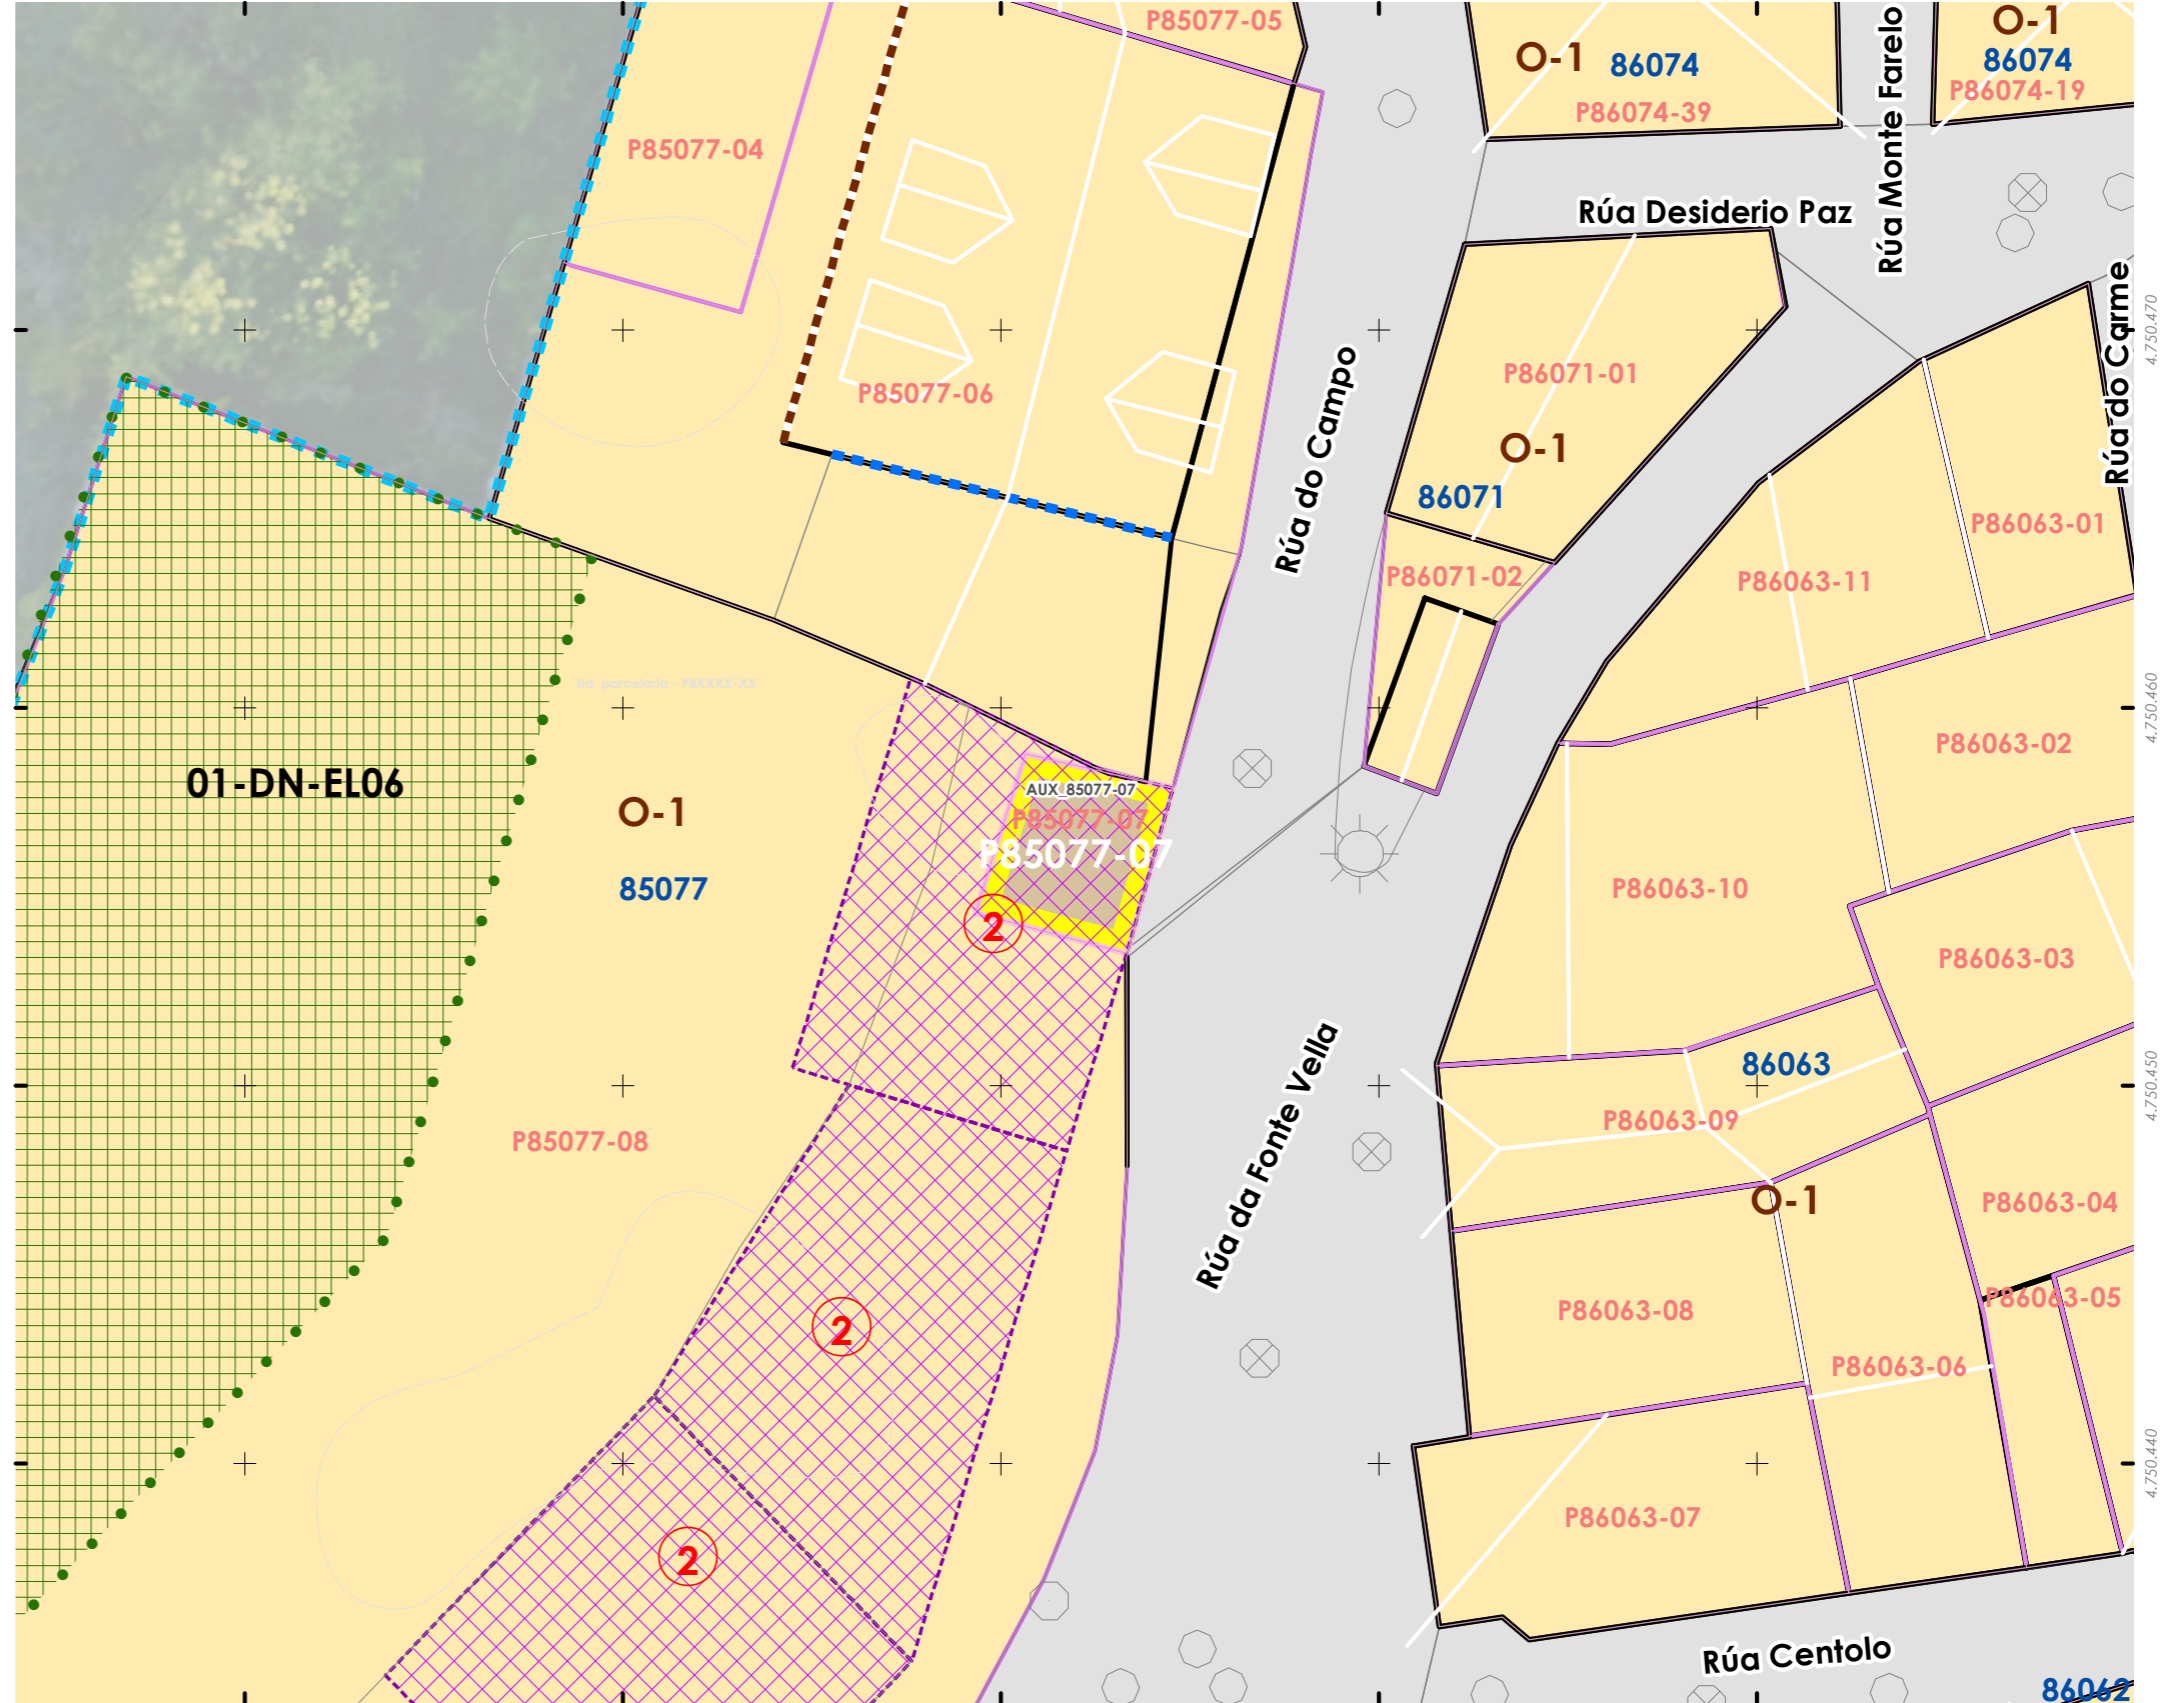 P85077-05
O-1
86074
P86074-39
Rúa Monte Farelo
O-1
86074
P86074-19
P85077-04
Rúa Desiderio Paz
4.750.470
Rúa do Carme
P85077-06
Rúa do Campo
P86071-01
O-1
86071
P86071-02
P86063-01
P86063-11
Ud. parcelaria - P8XXXX-XX
4.750.460
P86063-02
01-DN-EL06
O-1
85077
AUX_85077-07
P85077-07
P85077-07
2
P86063-10
P86063-03
86063
4.750.450
P86063-09
P85077-08
Rúa da Fonte Vella
O-1
P86063-04
2
P86063-08
P86063-05
P86063-06
4.750.440
P86063-07
2
Rúa Centolo
86062